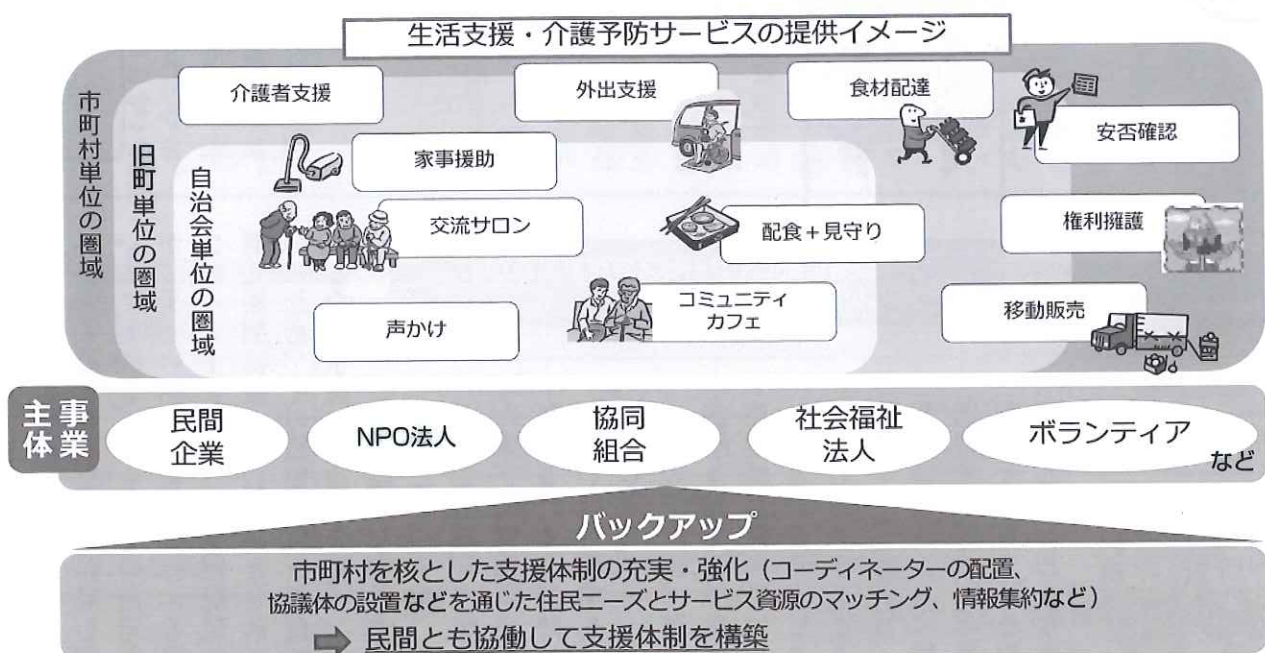 生活支援・介護予防サービスの提供イメージ
市町村単位の圏域
旧町単位の圏域
自治会単位の圏域
介護者支援
外出支援
食材配達
安否確認
家事援助
交流サロン
配食+見守り
権利擁護
声かけ
コミュニティ
カフェ
移動販売
事業
主体
民間
企業
NPO法人
協同
組合
社会福祉
法人
ボランティア
など
バックアップ
市町村を核とした支援体制の充実・強化(コーディネーターの配置、
協議体の設置などを通じた住民ニーズとサービス資源のマッチング、情報集約など)
➡ 民間とも協働して支援体制を構築